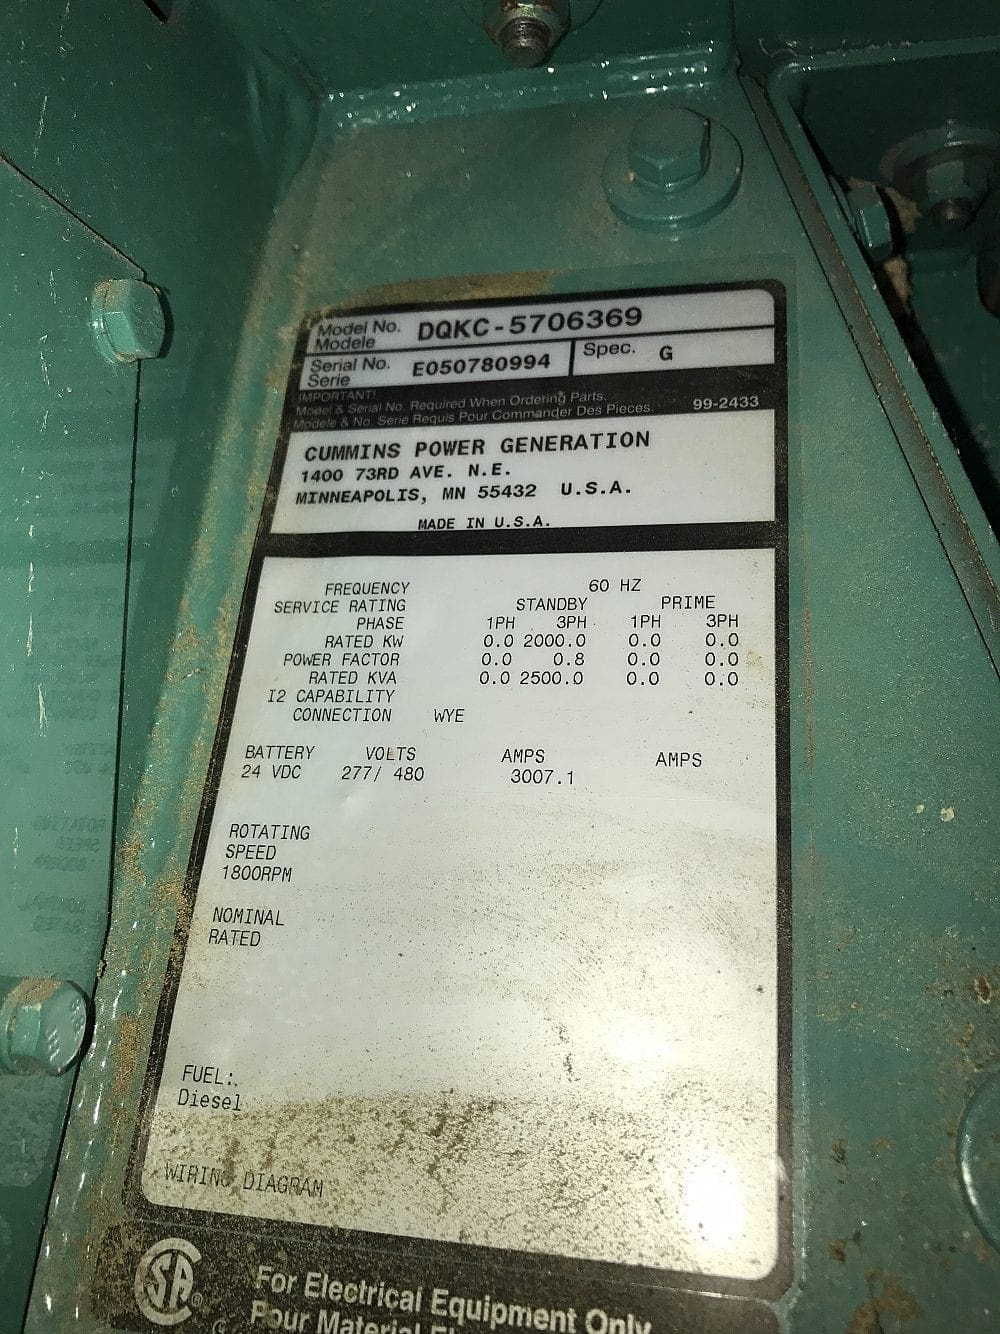 Model No. DQKC-5706369
Modele
Serial No. E050780994 Spec. G
Serie
IMPORTANT!
Model & Serial No. Required When Ordering Parts.
Modele & No. Serie Requis Pour Commander Des Pieces. 99-2433
CUMMINS POWER GENERATION
1400 73RD AVE. N.E.
MINNEAPOLIS, MN 55432 U.S.A.
MADE IN U.S.A.
FREQUENCY 60 HZ
SERVICE RATING STANDBY PRIME
PHASE 1PH 3PH 1PH 3PH
RATED KW 0.0 2000.0 0.0 0.0
POWER FACTOR 0.0 0.8 0.0 0.0
RATED KVA 0.0 2500.0 0.0 0.0
I2 CAPABILITY
CONNECTION WYE
BATTERY VOLTS AMPS AMPS
24 VDC 277/ 480 3007.1
ROTATING
SPEED
1800RPM
NOMINAL
RATED
FUEL:.
Diesel
WIRING DIAGRAM
SA ®
For Electrical Equipment Only
Pour Material